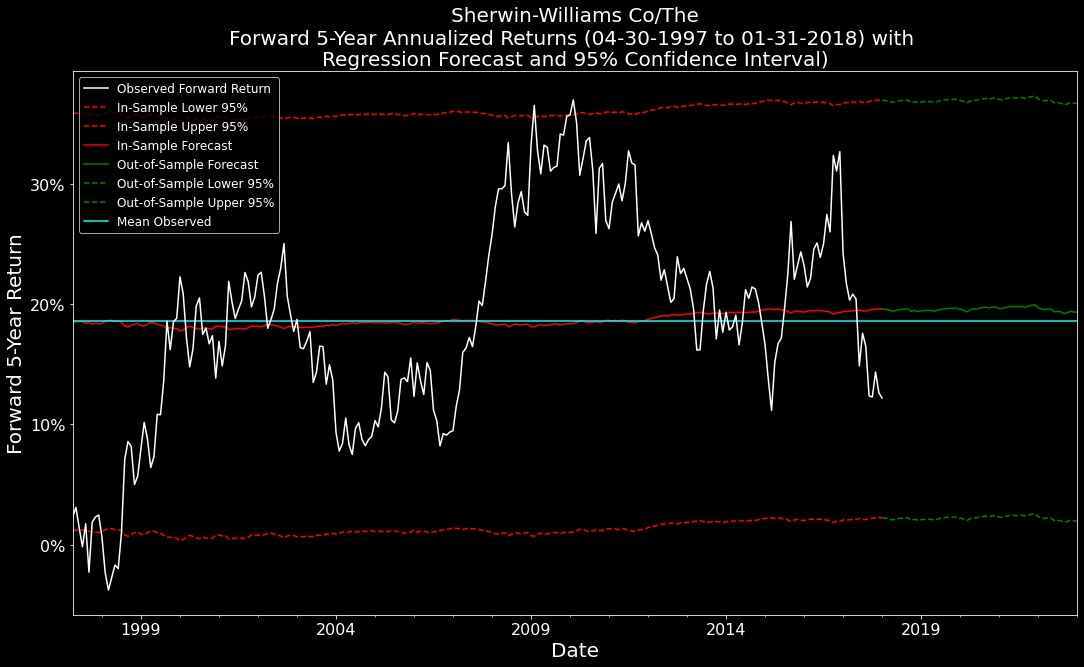 Sherwin-Williams Co/The
Forward 5-Year Annualized Returns (04-30-1997 to 01-31-2018) with
Regression Forecast and 95% Confidence Interval)
Observed Forward Return
In-Sample Lower 95%
In-Sample Upper 95%
In-Sample Forecast
Out-of-Sample Forecast
Out-of-Sample Lower 95%
Out-of-Sample Upper 95%
Mean Observed
Forward 5-Year Return
30%
20%
10%
0%
1999
2004
2009
2014
2019
Date